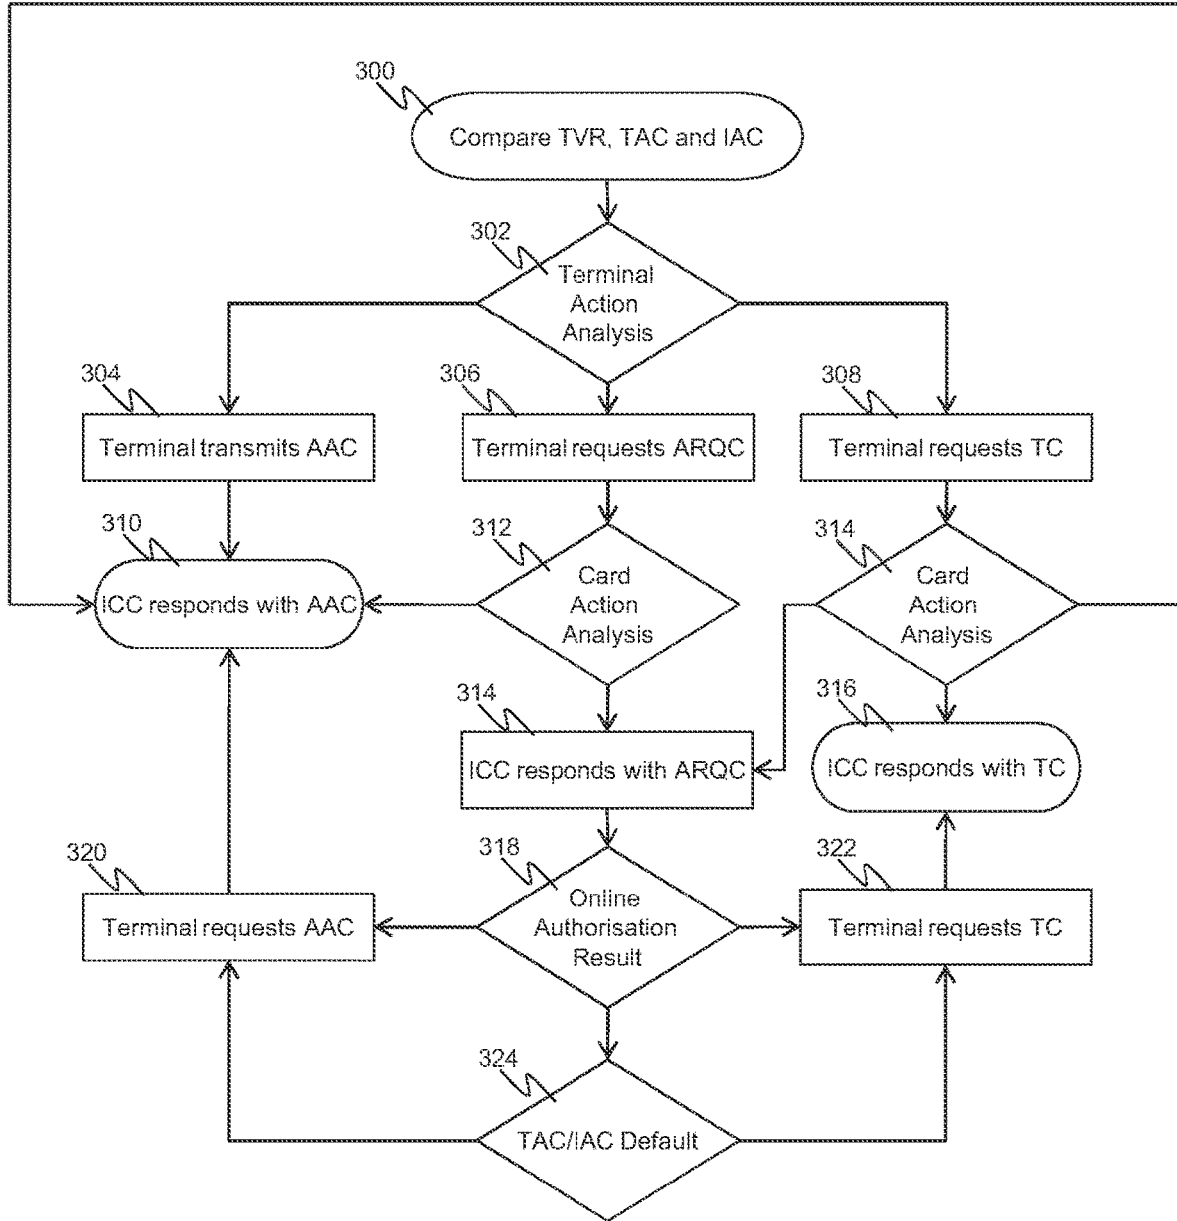 300
Compare TVR, TAC and IAC
302
Terminal
Action
Analysis
304
Terminal transmits AAC
306
Terminal requests ARQC
308
Terminal requests TC
310
ICC responds with AAC
312
Card
Action
Analysis
314
Card
Action
Analysis
314
ICC responds with ARQC
316
ICC responds with TC
318
Online
Authorisation
Result
320
Terminal requests AAC
322
Terminal requests TC
324
TAC/IAC Default